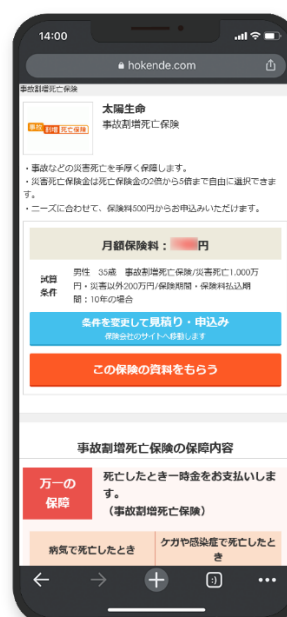 14:00
hokende.com
事故割増死亡保険
事故 割増 死亡保険
太陽生命
事故割増死亡保険
・事故などの災害死亡を手厚く保障します。
・災害死亡保険金は死亡保険金の2倍から5倍まで自由に選択できま
す。
・ニーズに合わせて、保険料500円からお申込みいただけます。
月額保険料：円
試算
条件
男性 35歳 事故割増死亡保険/災害死亡1,000万
円・災害以外200万円/保険期間・保険料払込期
間：10年の場合
条件を変更して見積り・申込み
保険会社のサイトへ移動します
この保険の資料をもらう
事故割増死亡保険の保障内容
万一の
保障
死亡したとき一時金をお支払いしま
す。
（事故割増死亡保険）
病気で死亡したとき
ケガや感染症で死亡したと
き
:)